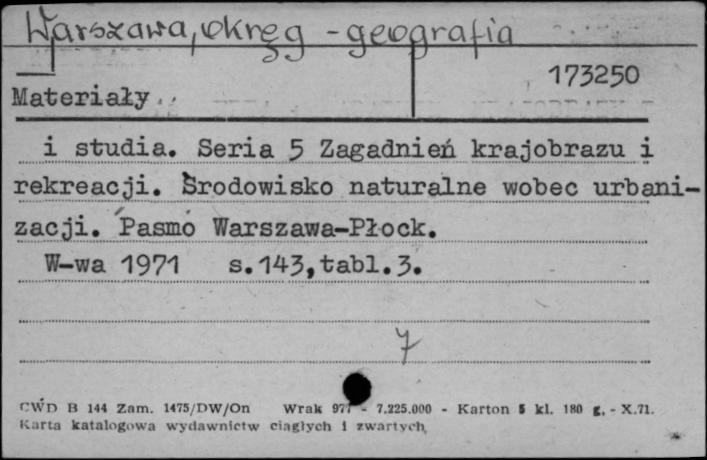 Warszawa, okręg - geografia
173250
Materiały
i studia. Seria 5 Zagadnień krajobrazu i
rekreacji. Środowisko naturalne wobec urbani-
zacji. Pasmo Warszawa-Płock.
W-wa 1971 s.143,tabl.3.
7
CWD B 144 Zam. 1475/DW/On Wrak 977 - 7.225.000 - Karton 5 kl. 180 g. - X.71.
Karta katalogowa wydawnictw ciągłych i zwartych